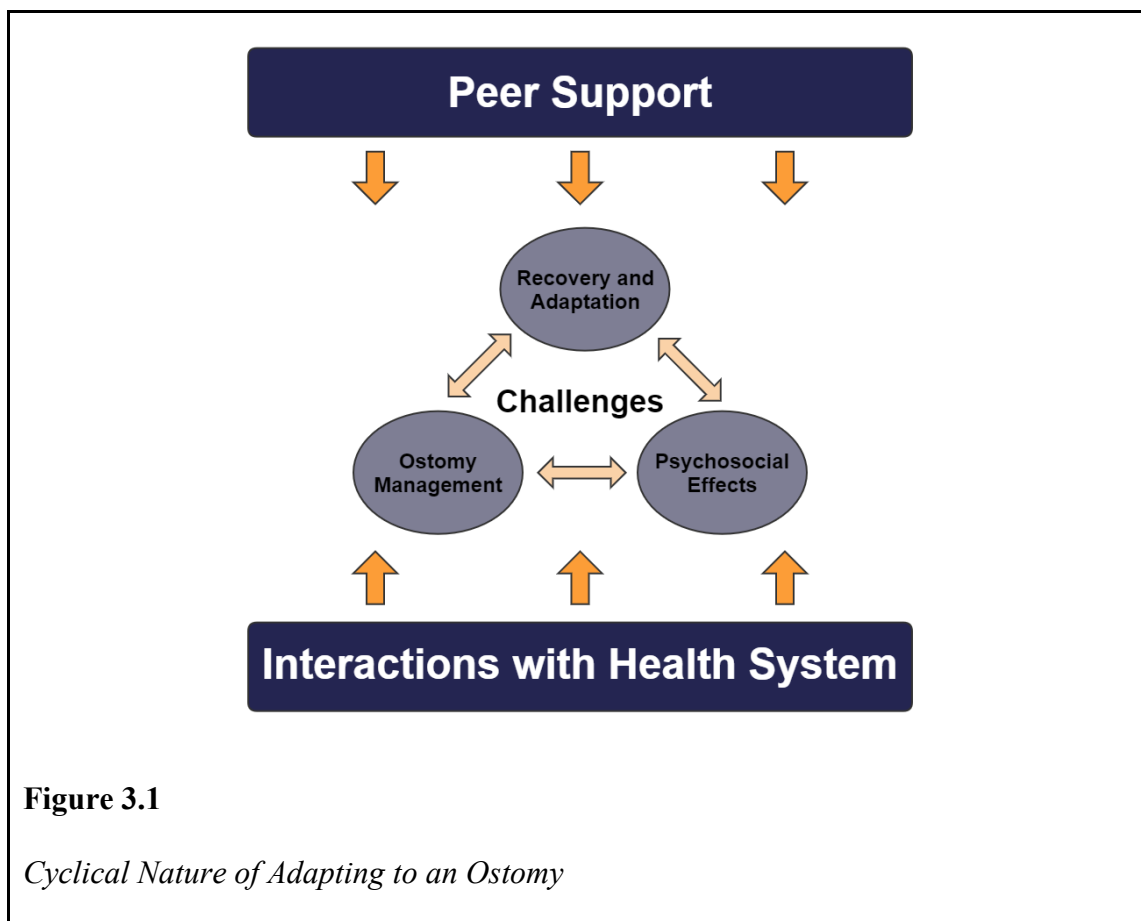 Peer Support
Recovery and
Adaptation
Challenges
Ostomy
Management
Psychosocial
Effects
Interactions with Health System
Figure 3.1
Cyclical Nature of Adapting to an Ostomy